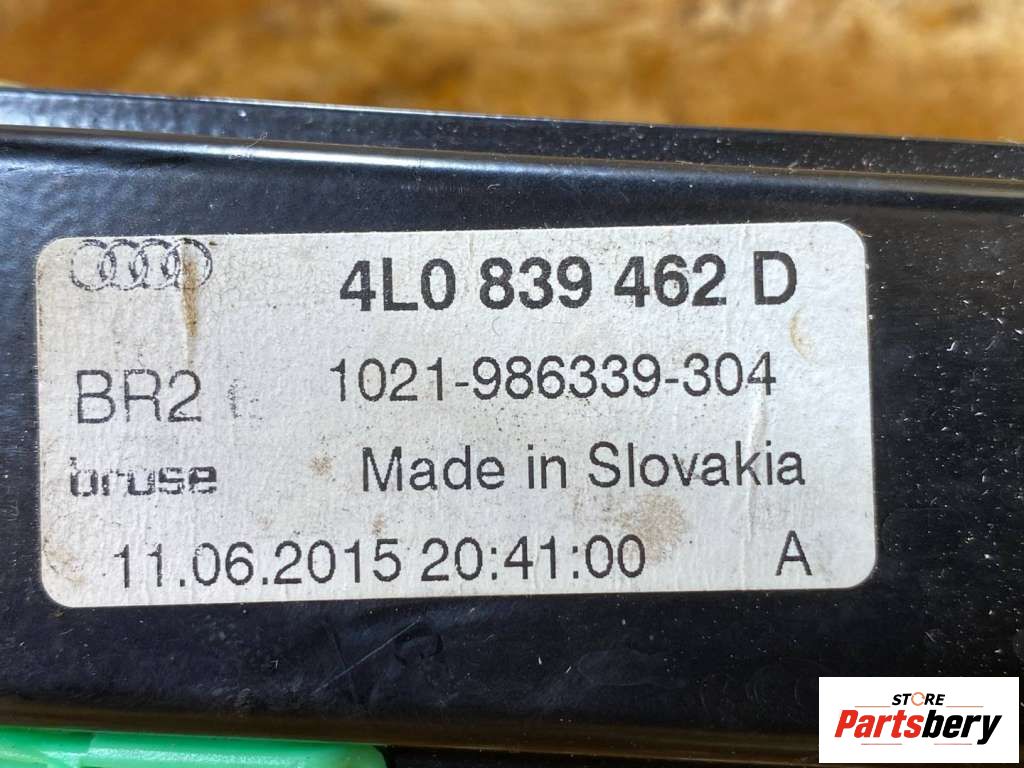 4L0 839 462 D
BR2 1021-986339-304
brose Made in Slovakia
11.06.2015 20:41:00 A
STORE
Partsbery